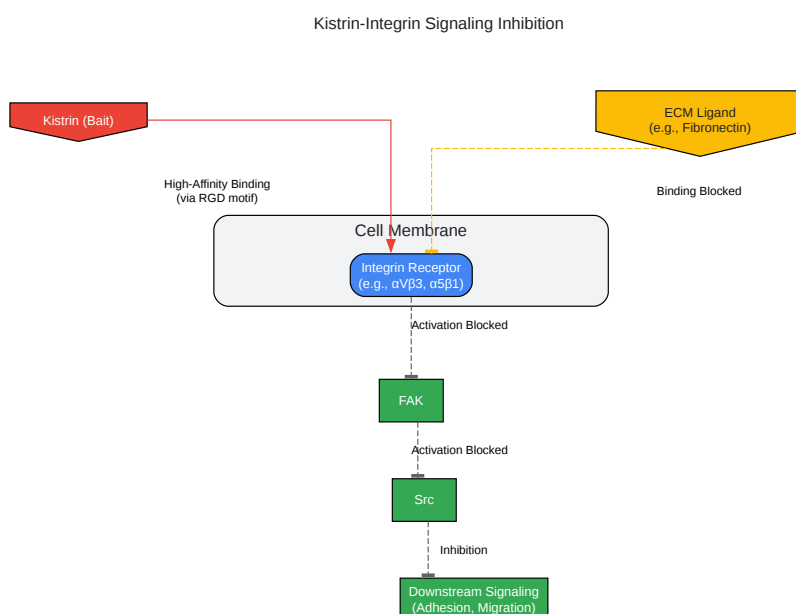 Kistrin-Integrin Signaling Inhibition
Kistrin (Bait)
ECM Ligand
(e.g., Fibronectin)
High-Affinity Binding
(via RGD motif)
Binding Blocked
Cell Membrane
Integrin Receptor
(e.g., αVβ3, α5β1)
Activation Blocked
FAK
Activation Blocked
Src
Inhibition
Downstream Signaling
(Adhesion, Migration)